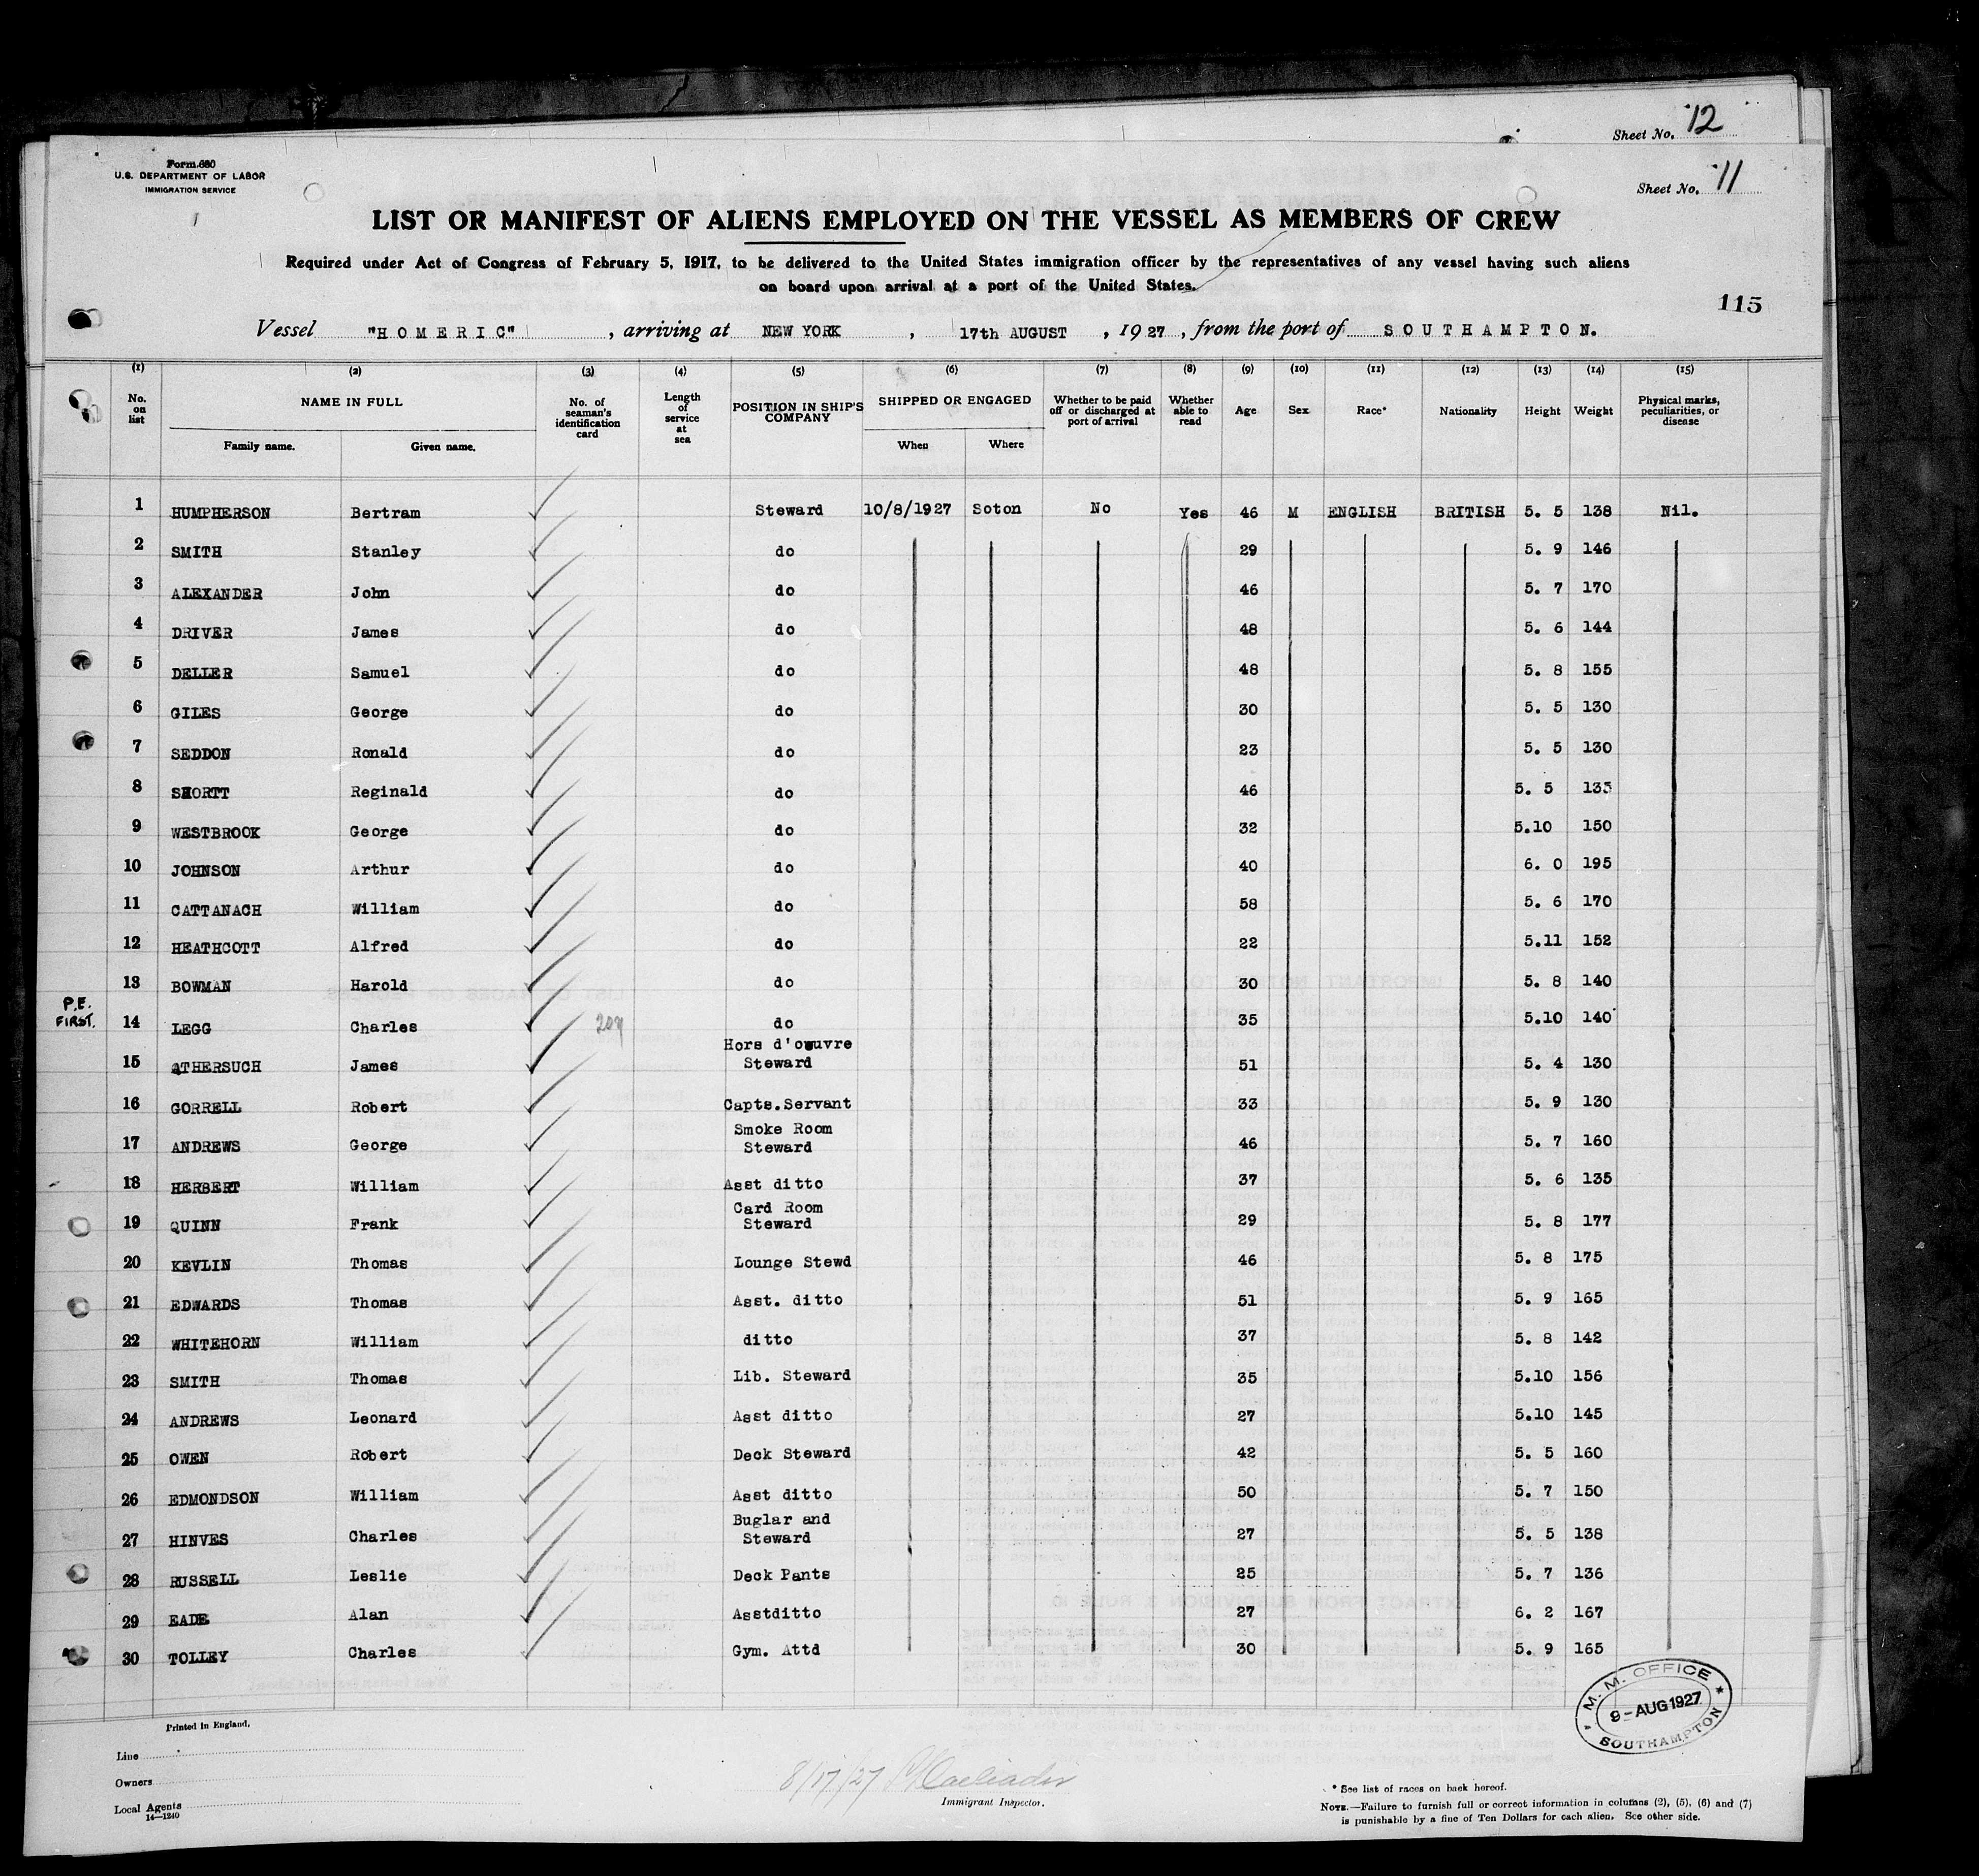 Sheet No. 12
Form 680
U.S. DEPARTMENT OF LABOR
IMMIGRATION SERVICE
Sheet No. 11
LIST OR MANIFEST OF ALIENS EMPLOYED ON THE VESSEL AS MEMBERS OF CREW
Required under Act of Congress of February 5, 1917, to be delivered to the United States immigration officer by the representatives of any vessel having such aliens
on board upon arrival at a port of the United States.
115
Vessel "HOMERIC", arriving at NEW YORK, 17th AUGUST, 1927, from the port of SOUTHAMPTON.
(1) (2) (3) (4) (5) (6) (7) (8) (9) (10) (11) (12) (13) (14) (15)
No. on list NAME IN FULL Family name. Given name. No. of seaman's identification card Length of service at sea POSITION IN SHIP'S COMPANY SHIPPED OR ENGAGED When Where Whether to be paid off or discharged at port of arrival Whether able to read Age Sex Race* Nationality Height Weight Physical marks, peculiarities, or disease
1 HUMPHERSON Bertram Steward 10/8/1927 Soton No Yes 46 M ENGLISH BRITISH 5. 5 138 Nil.
2 SMITH Stanley do 29 5. 9 146
3 ALEXANDER John do 46 5. 7 170
4 DRIVER James do 48 5. 6 144
5 DELLER Samuel do 48 5. 8 155
6 GILES George do 30 5. 5 130
7 SEDDON Ronald do 23 5. 5 130
8 SHORTT Reginald do 46 5. 5 135
9 WESTBROOK George do 32 5.10 150
10 JOHNSON Arthur do 40 6. 0 195
11 CATTANACH William do 58 5. 6 170
12 HEATHCOTT Alfred do 22 5.11 152
13 BOWMAN Harold do 30 5. 8 140
P.E. FIRST. 14 LEGG Charles do 35 5.10 140
15 OTHERSUCH James Hors d'ouuvre Steward 51 5. 4 130
16 GORRELL Robert Capts.Servant 33 5. 9 130
17 ANDREWS George Smoke Room Steward 46 5. 7 160
18 HERBERT William Asst ditto 37 5. 6 135
19 QUINN Frank Card Room Steward 29 5. 8 177
20 KEVLIN Thomas Lounge Stewd 46 5. 8 175
21 EDWARDS Thomas Asst. ditto 51 5. 9 165
22 WHITEHORN William ditto 37 5. 8 142
23 SMITH Thomas Lib. Steward 35 5.10 156
24 ANDREWS Leonard Asst ditto 27 5.10 145
25 OWEN Robert Deck Steward 42 5. 5 160
26 EDMONDSON William Asst ditto 50 5. 7 150
27 HINVES Charles Buglar and Steward 27 5. 5 138
28 RUSSELL Leslie Deck Pants 25 5. 7 136
29 EADE Alan Asstditto 27 6. 2 167
30 TOLLEY Charles Gym. Attd 30 5. 9 165
M. M. OFFICE
9-AUG1927
SOUTHAMPTON
Printed in England.
Line
Owners
Local Agents
14—1240
8/17/27
Immigrant Inspector.
* See list of races on back hereof.
NOTE.—Failure to furnish full or correct information in columns (2), (5), (6) and (7)
is punishable by a fine of Ten Dollars for each alien. See other side.